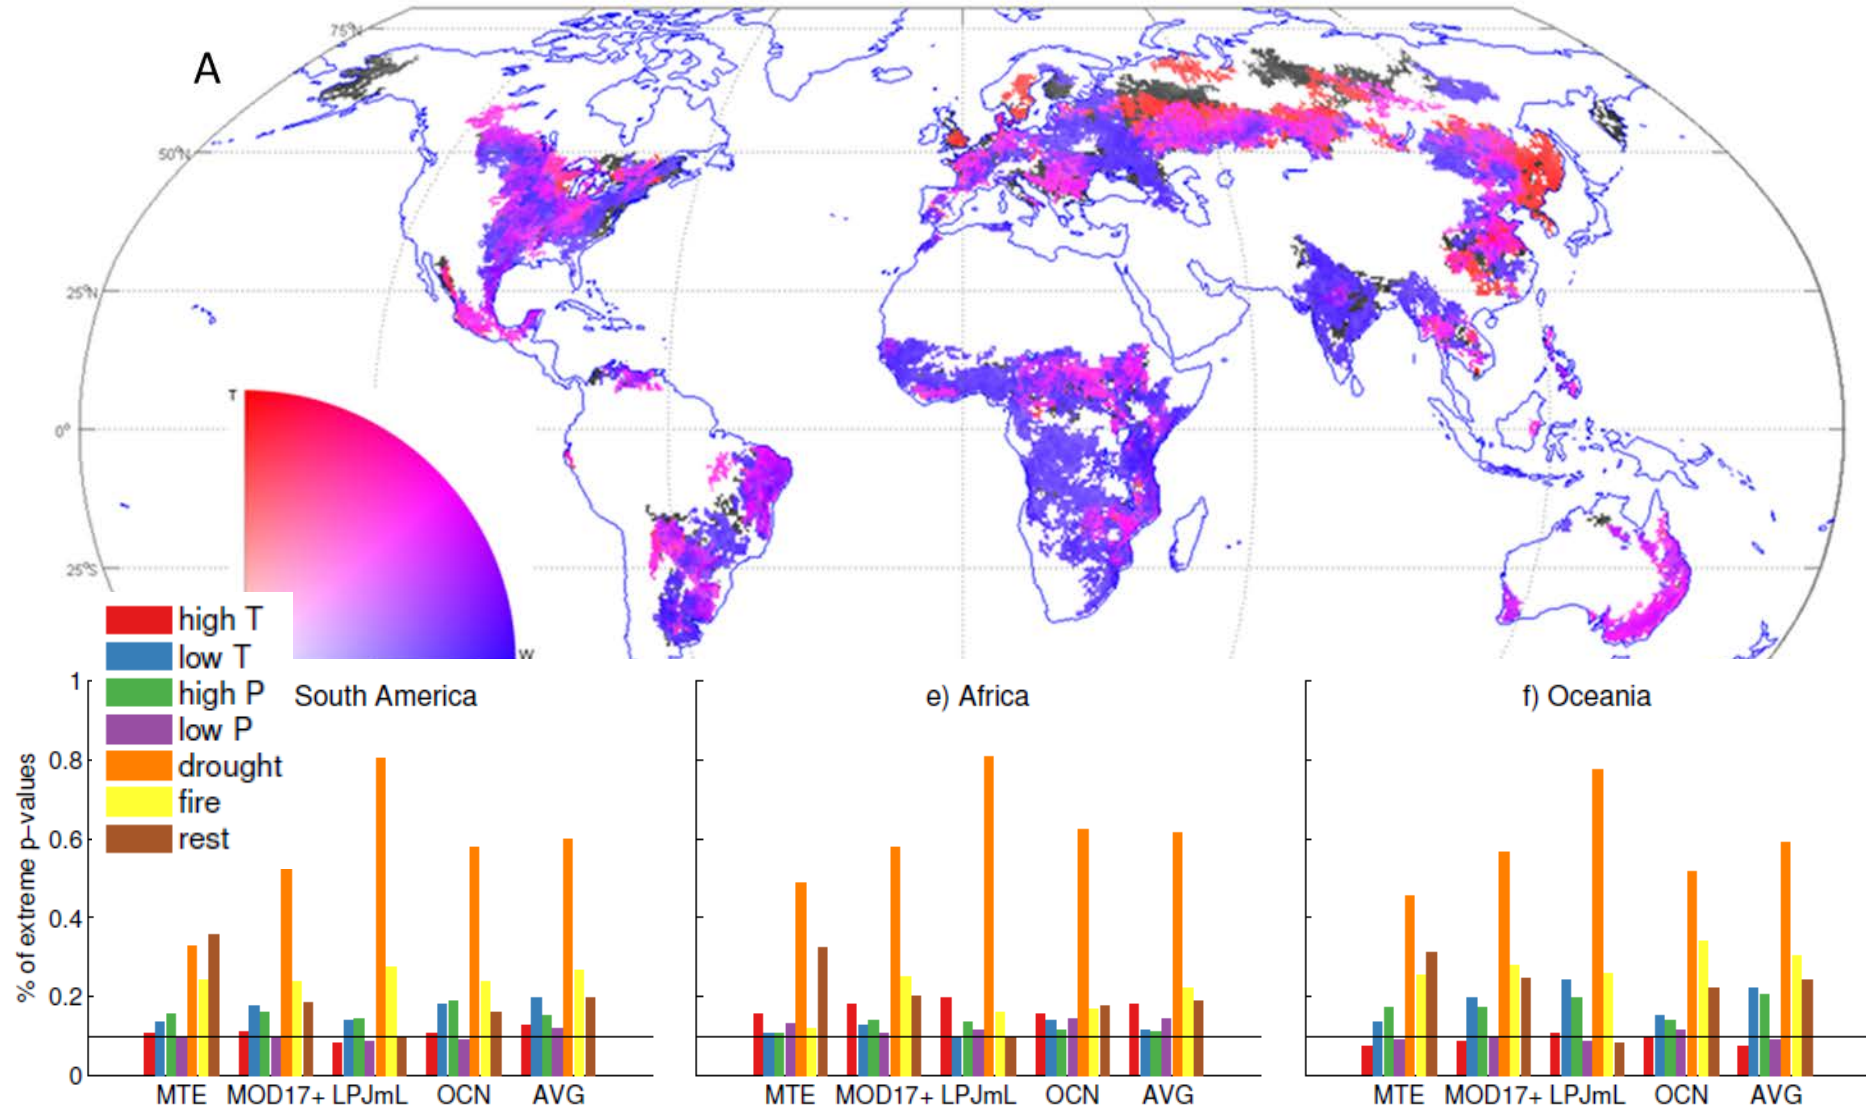 A
75°N
50°N
25°N
0°
25°S
T
W
high T
low T
high P
low P
drought
fire
rest
South America
e) Africa
f) Oceania
% of extreme p-values
1
0.8
0.6
0.4
0.2
0
MTE MOD17+ LPJmL OCN AVG
MTE MOD17+ LPJmL OCN AVG
MTE MOD17+ LPJmL OCN AVG